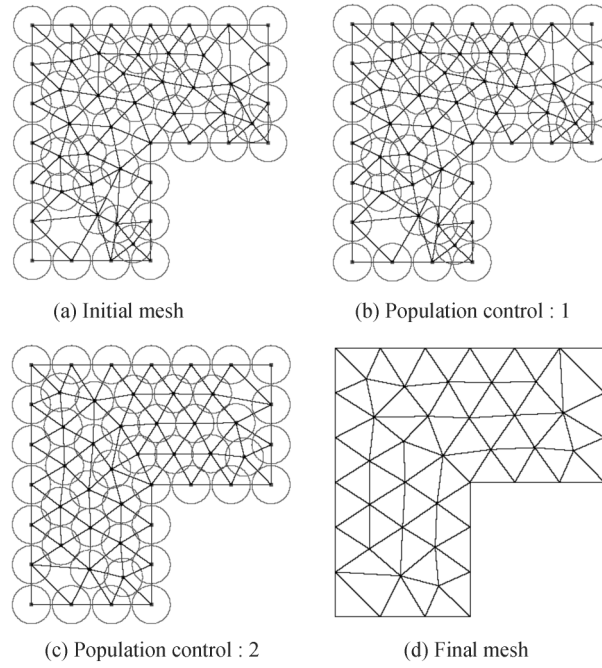 (a) Initial mesh
(b) Population control : 1
(c) Population control : 2
(d) Final mesh